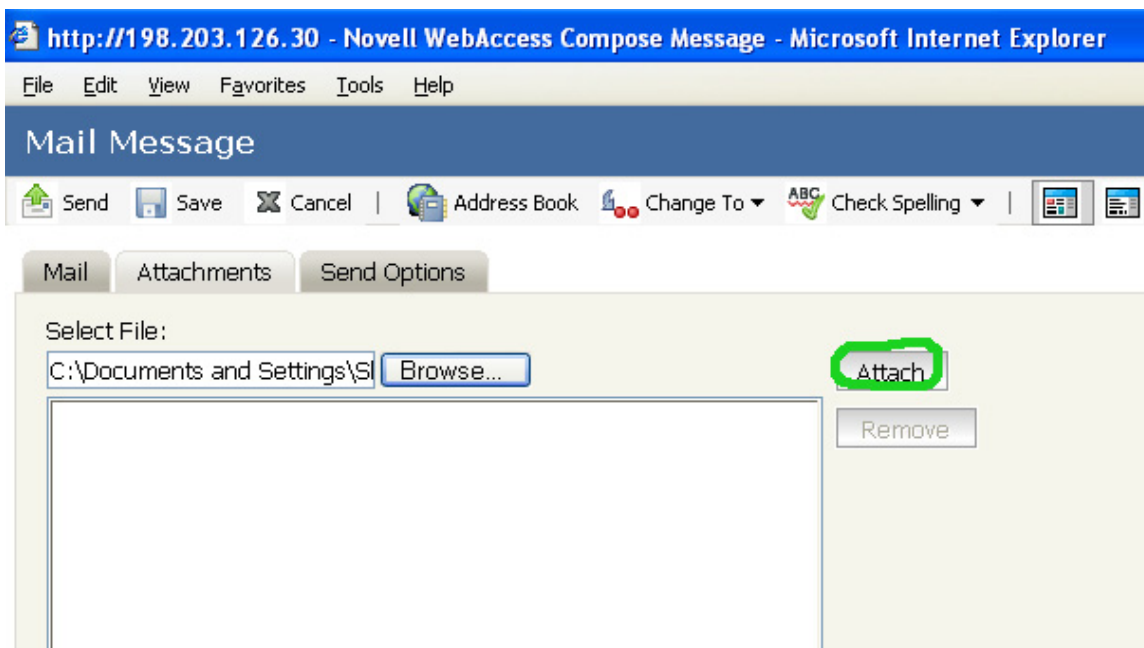 http://198.203.126.30 - Novell WebAccess Compose Message - Microsoft Internet Explorer
File Edit View Favorites Tools Help
Mail Message
Send Save Cancel | Address Book Change To Check Spelling |
Mail Attachments Send Options
Select File:
C:\Documents and Settings\Sl Browse... Attach
Remove